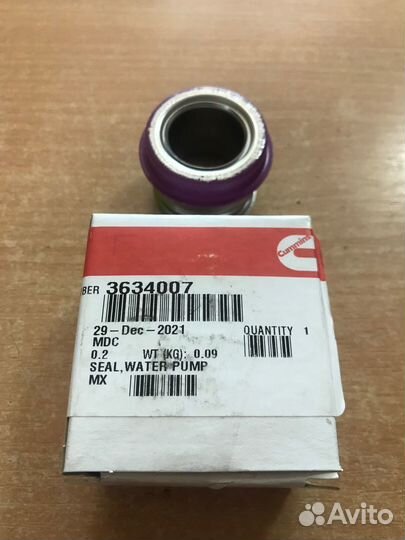 Cummins
BER 3634007
29-Dec-2021 QUANTITY 1
MDC
0.2 WT (KG): 0.09
SEAL,WATER PUMP
MX
Avito